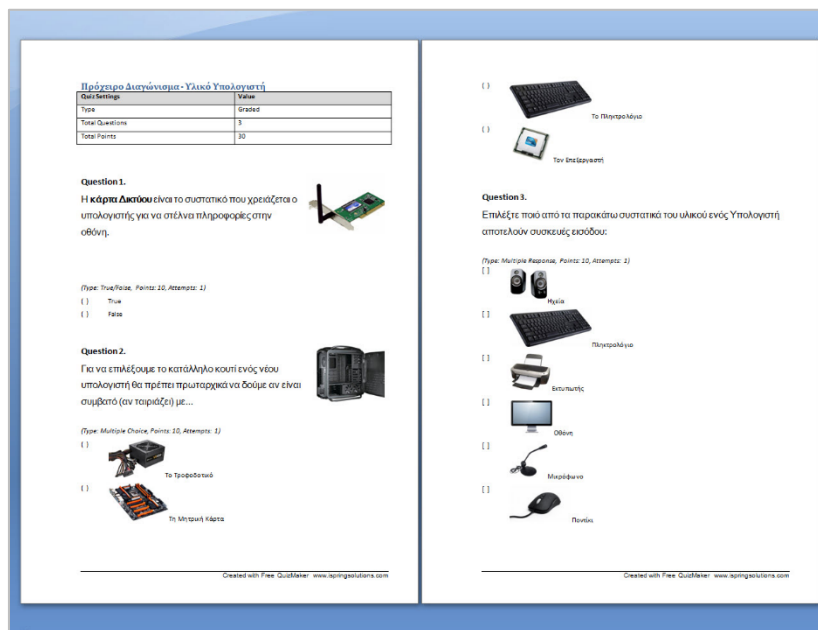 Πρόχειρο Διαγώνισμα - Υλικό Υπολογιστή
Quiz Settings Value
Type Graded
Total Questions 3
Total Points 30
Question 1.
Η κάρτα Δικτύου είναι το συστατικό που χρειάζεται ο
υπολογιστής για να στέλνει πληροφορίες στην
οθόνη.
(Type: True/False, Points: 10, Attempts: 1)
( ) True
( ) False
Question 2.
Για να επιλέξουμε το κατάλληλο κουτί ενός νέου
υπολογιστή θα πρέπει πρωταρχικά να δούμε αν είναι
συμβατό (αν ταιριάζει) με...
(Type: Multiple Choice, Points: 10, Attempts: 1)
( ) Το Τροφοδοτικό
( ) Τη Μητρική Κάρτα
Created with Free QuizMaker www.ispringsolutions.com
( ) Το Πληκτρολόγιο
( ) Τον Επεξεργαστή
Question 3.
Επιλέξτε ποιό από τα παρακάτω συστατικά του υλικού ενός Υπολογιστή
αποτελούν συσκευές εισόδου:
(Type: Multiple Response, Points: 10, Attempts: 1)
[ ] Ηχεία
[ ] Πληκτρολόγιο
[ ] Εκτυπωτής
[ ] Οθόνη
[ ] Μικρόφωνο
[ ] Ποντίκι
Created with Free QuizMaker www.ispringsolutions.com